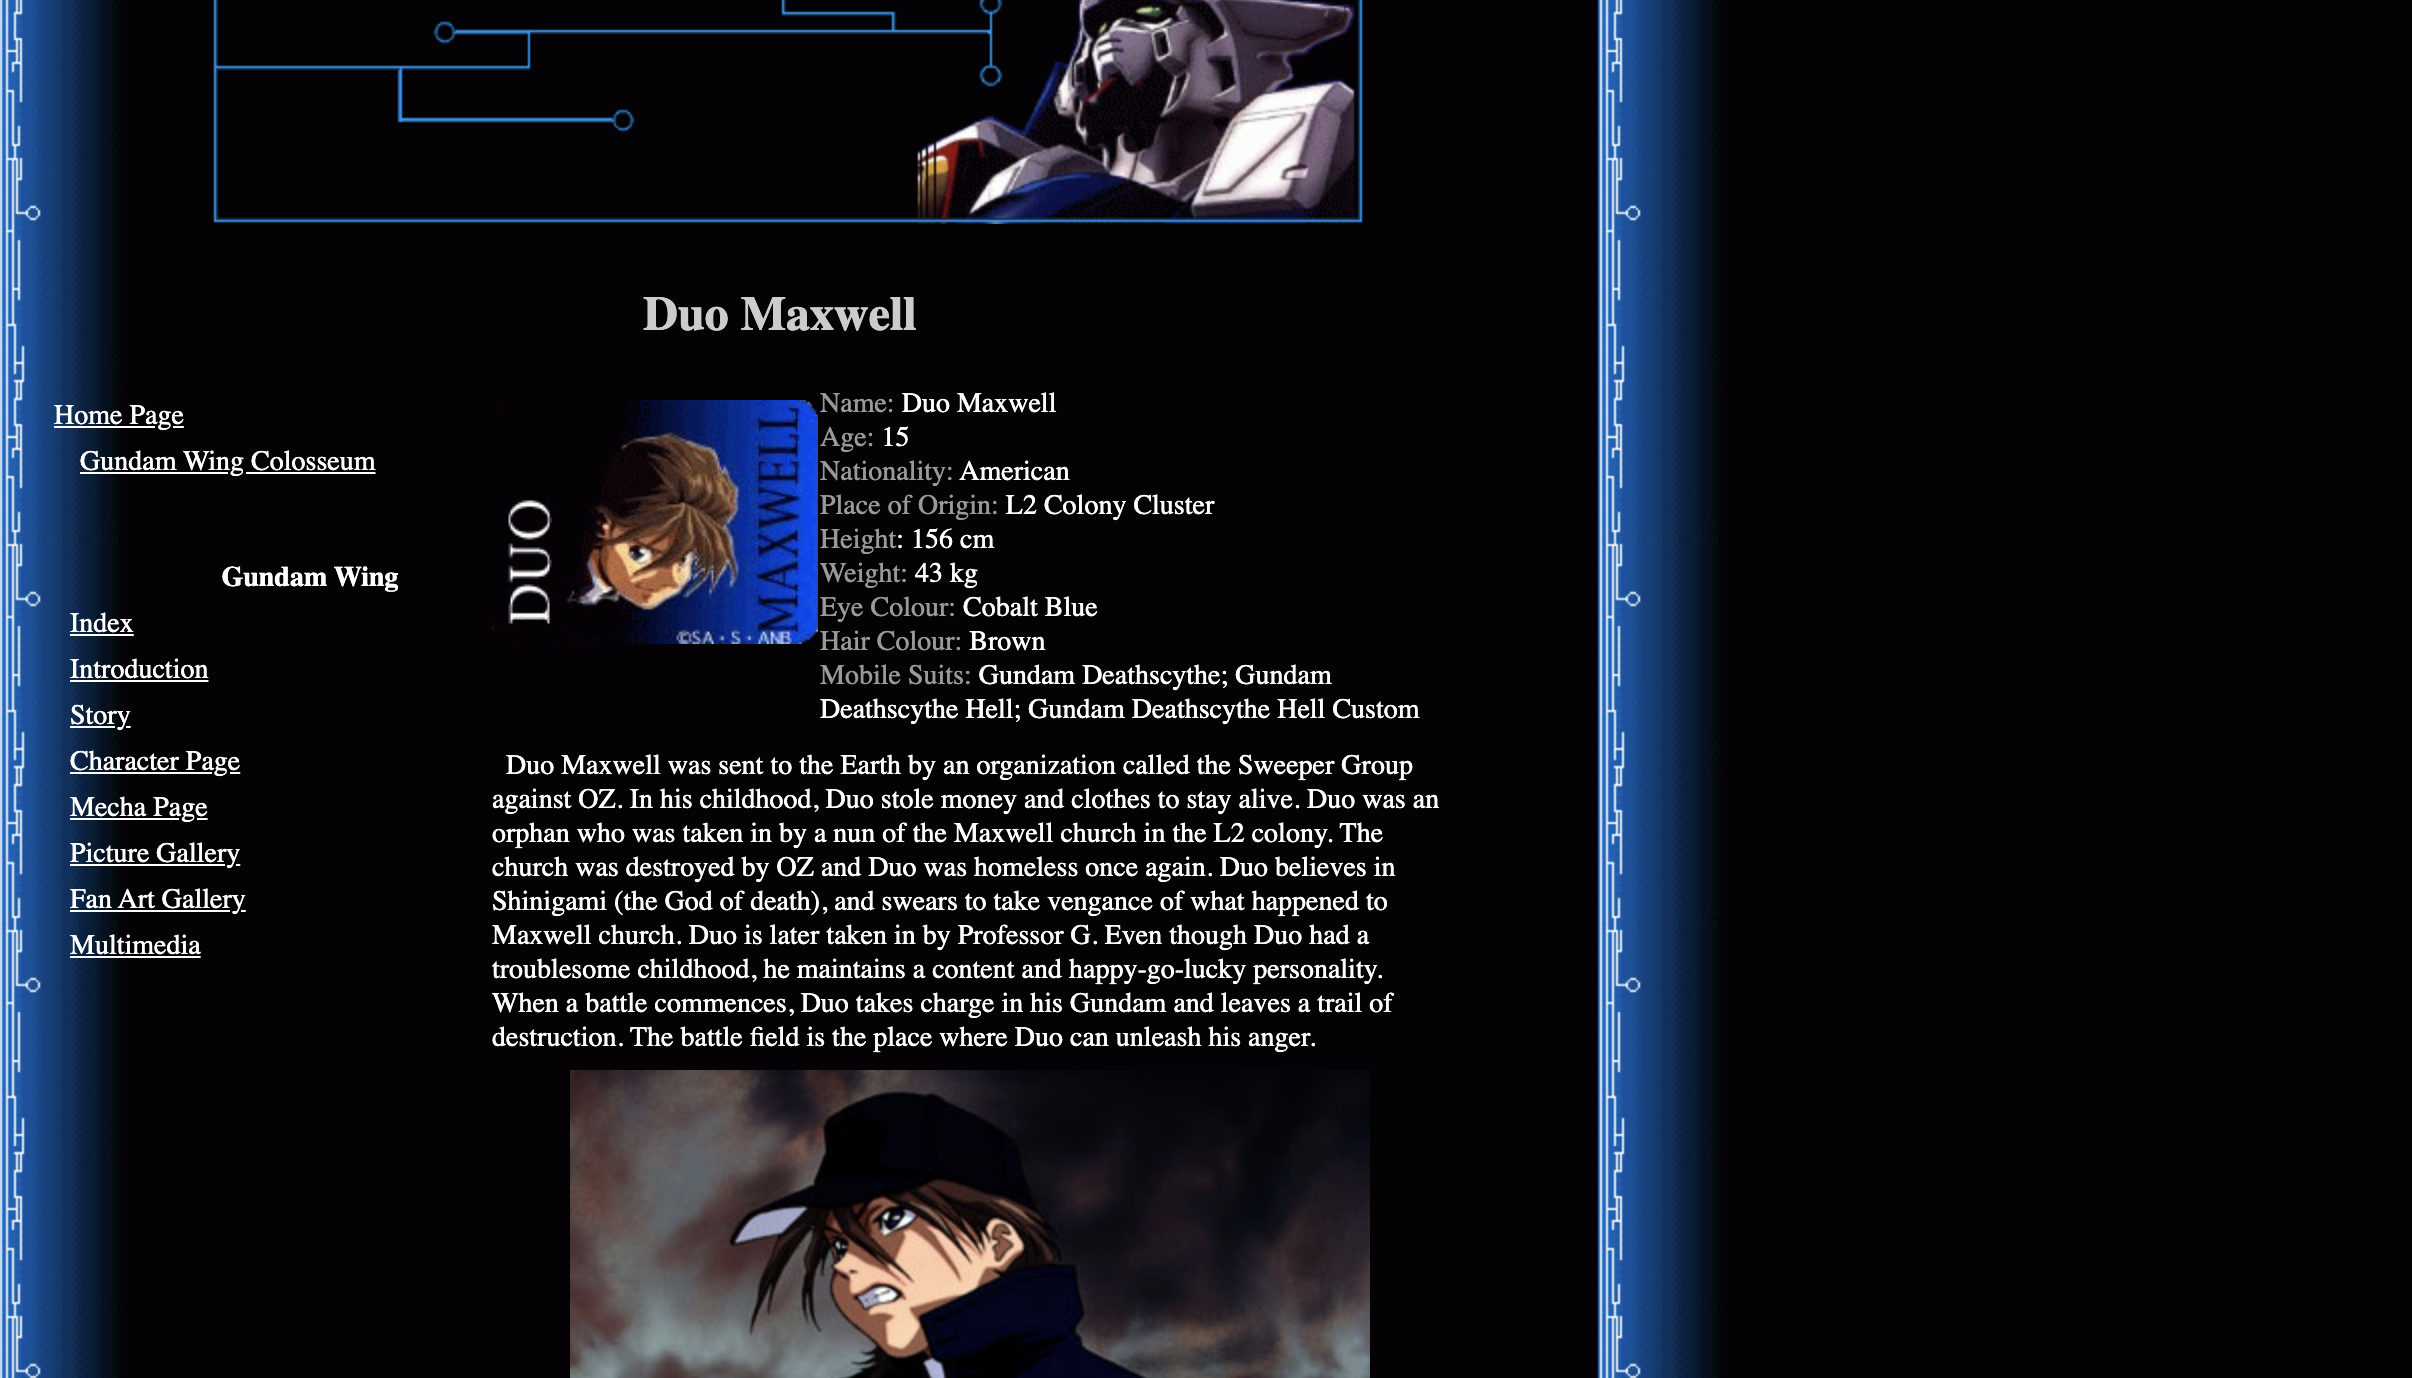 Duo Maxwell
Home Page
Gundam Wing Colosseum
Gundam Wing
Index
Introduction
Story
Character Page
Mecha Page
Picture Gallery
Fan Art Gallery
Multimedia
DUO
MAXWELL
©SA・S・ANB
Name: Duo Maxwell
Age: 15
Nationality: American
Place of Origin: L2 Colony Cluster
Height: 156 cm
Weight: 43 kg
Eye Colour: Cobalt Blue
Hair Colour: Brown
Mobile Suits: Gundam Deathscythe; Gundam
Deathscythe Hell; Gundam Deathscythe Hell Custom
Duo Maxwell was sent to the Earth by an organization called the Sweeper Group
against OZ. In his childhood, Duo stole money and clothes to stay alive. Duo was an
orphan who was taken in by a nun of the Maxwell church in the L2 colony. The
church was destroyed by OZ and Duo was homeless once again. Duo believes in
Shinigami (the God of death), and swears to take vengance of what happened to
Maxwell church. Duo is later taken in by Professor G. Even though Duo had a
troublesome childhood, he maintains a content and happy-go-lucky personality.
When a battle commences, Duo takes charge in his Gundam and leaves a trail of
destruction. The battle field is the place where Duo can unleash his anger.